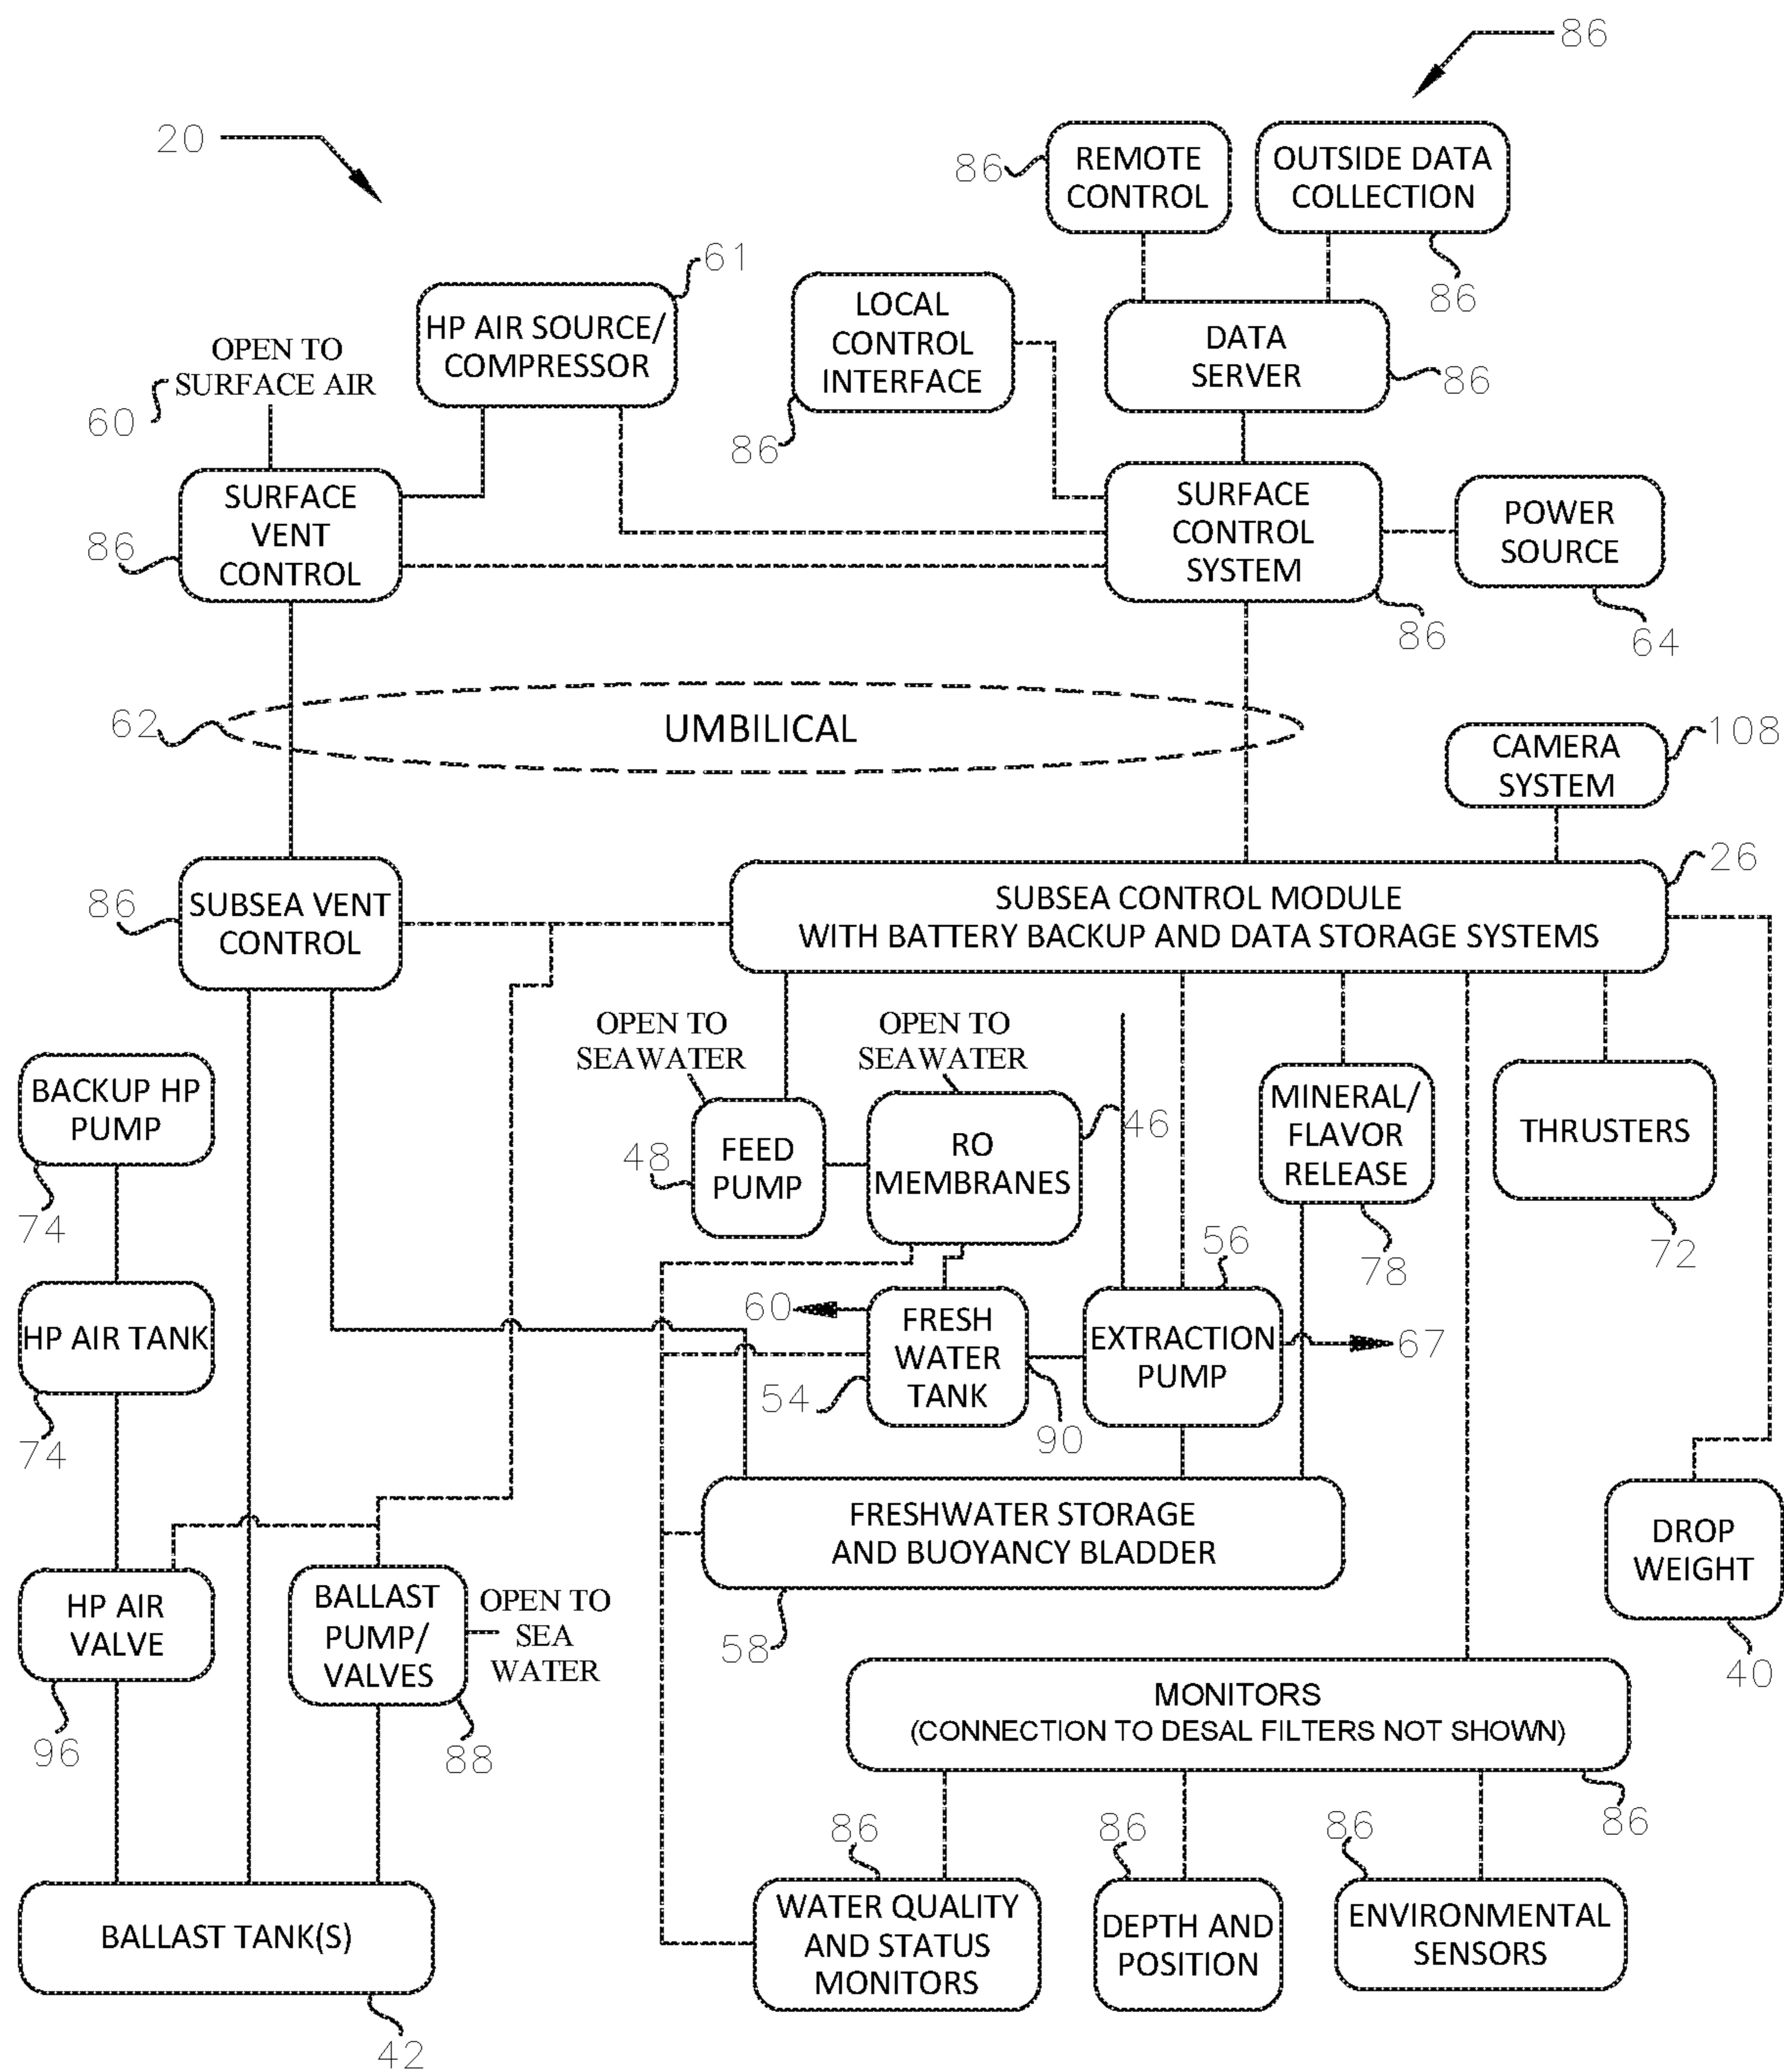 86
20
REMOTE
CONTROL
86
OUTSIDE DATA
COLLECTION
86
61
HP AIR SOURCE/
COMPRESSOR
LOCAL
CONTROL
INTERFACE
86
DATA
SERVER
86
OPEN TO
SURFACE AIR
60
SURFACE
VENT
CONTROL
86
SURFACE
CONTROL
SYSTEM
86
POWER
SOURCE
64
62
UMBILICAL
CAMERA
SYSTEM
108
86
SUBSEA VENT
CONTROL
SUBSEA CONTROL MODULE
WITH BATTERY BACKUP AND DATA STORAGE SYSTEMS
26
OPEN TO
SEAWATER
OPEN TO
SEAWATER
BACKUP HP
PUMP
74
48
FEED
PUMP
RO
MEMBRANES
46
MINERAL/
FLAVOR
RELEASE
78
THRUSTERS
72
HP AIR TANK
74
60
FRESH
WATER
TANK
54
90
56
EXTRACTION
PUMP
67
FRESHWATER STORAGE
AND BUOYANCY BLADDER
58
DROP
WEIGHT
40
HP AIR
VALVE
96
BALLAST
PUMP/
VALVES
88
OPEN TO
SEA
WATER
MONITORS
(CONNECTION TO DESAL FILTERS NOT SHOWN)
86
86
WATER QUALITY
AND STATUS
MONITORS
86
DEPTH AND
POSITION
86
ENVIRONMENTAL
SENSORS
BALLAST TANK(S)
42